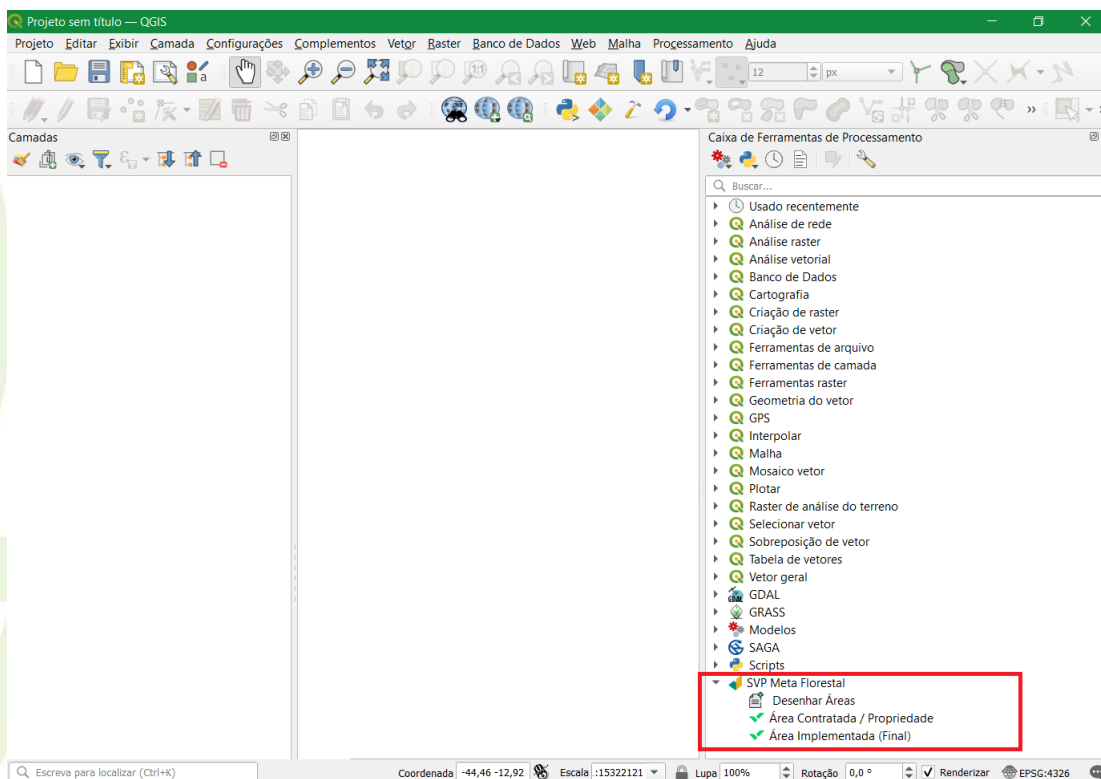 Projeto sem título — QGIS
Projeto Editar Exibir Camada Configurações Complementos Vetor Raster Banco de Dados Web Malha Processamento Ajuda
12 px
Camadas
Caixa de Ferramentas de Processamento
Buscar...
Usado recentemente
Análise de rede
Análise raster
Análise vetorial
Banco de Dados
Cartografia
Criação de raster
Criação de vetor
Ferramentas de arquivo
Ferramentas de camada
Ferramentas raster
Geometria do vetor
GPS
Interpolar
Malha
Mosaico vetor
Plotar
Raster de análise do terreno
Selecionar vetor
Sobreposição de vetor
Tabela de vetores
Vetor geral
GDAL
GRASS
Modelos
SAGA
Scripts
SVP Meta Florestal
Desenhar Áreas
Área Contratada / Propriedade
Área Implementada (Final)
Escreva para localizar (Ctrl+K) Coordenada -44,46 -12,92 Escala :15322121 Lupa 100% Rotação 0,0 ° Renderizar EPSG:4326